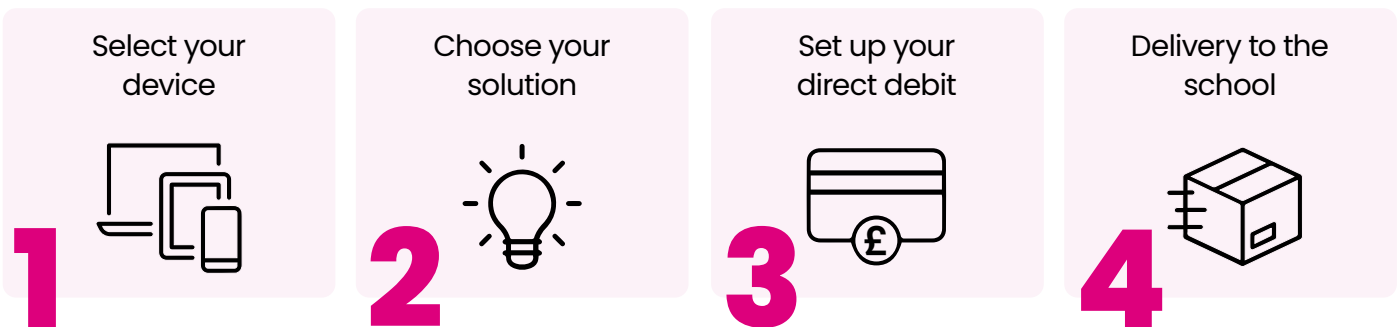 Select your
device
1
Choose your
solution
2
Set up your
direct debit
£
3
Delivery to the
school
4